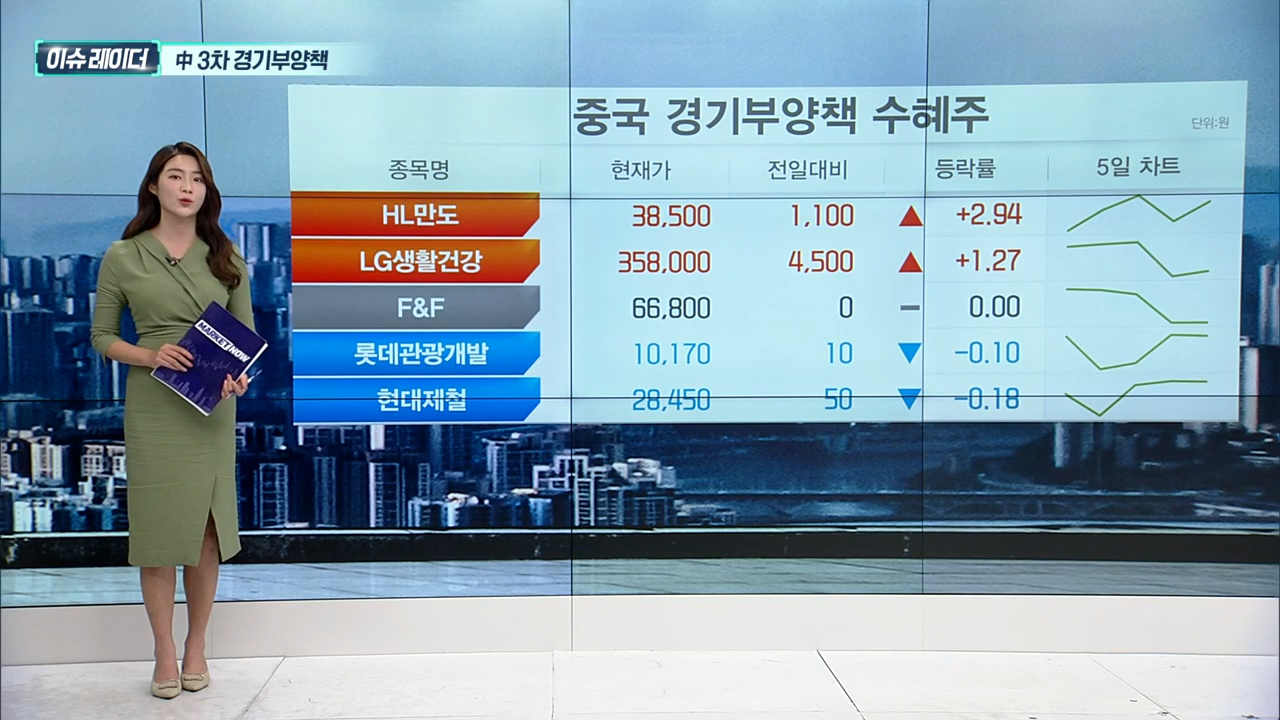 이슈 레이더 中 3차 경기부양책
중국 경기부양책 수혜주
단위:원
종목명 현재가 전일대비 등락률 5일 차트
HL만도 38,500 1,100 ▲ +2.94
LG생활건강 358,000 4,500 ▲ +1.27
F&F 66,800 0 − 0.00
롯데관광개발 10,170 10 ▼ −0.10
현대제철 28,450 50 ▼ −0.18
MARKET NOW